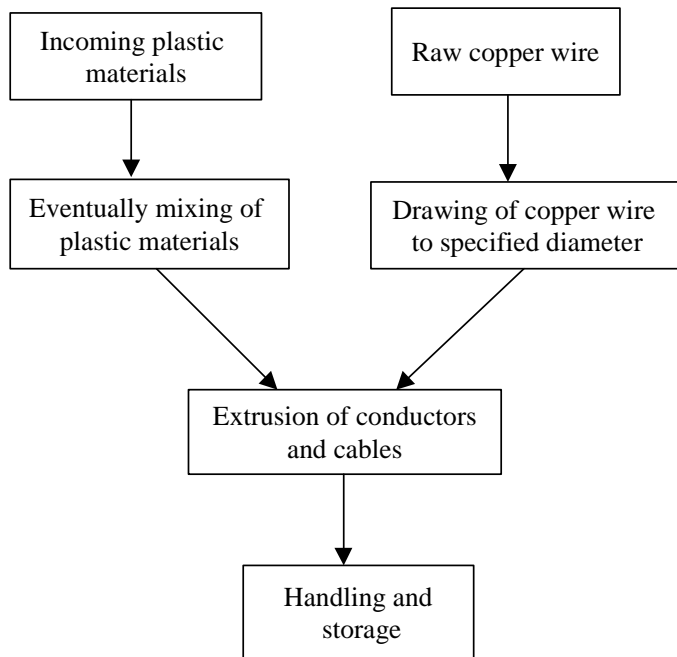 Incoming plastic
materials
Raw copper wire
Eventually mixing of
plastic materials
Drawing of copper wire
to specified diameter
Extrusion of conductors
and cables
Handling and
storage